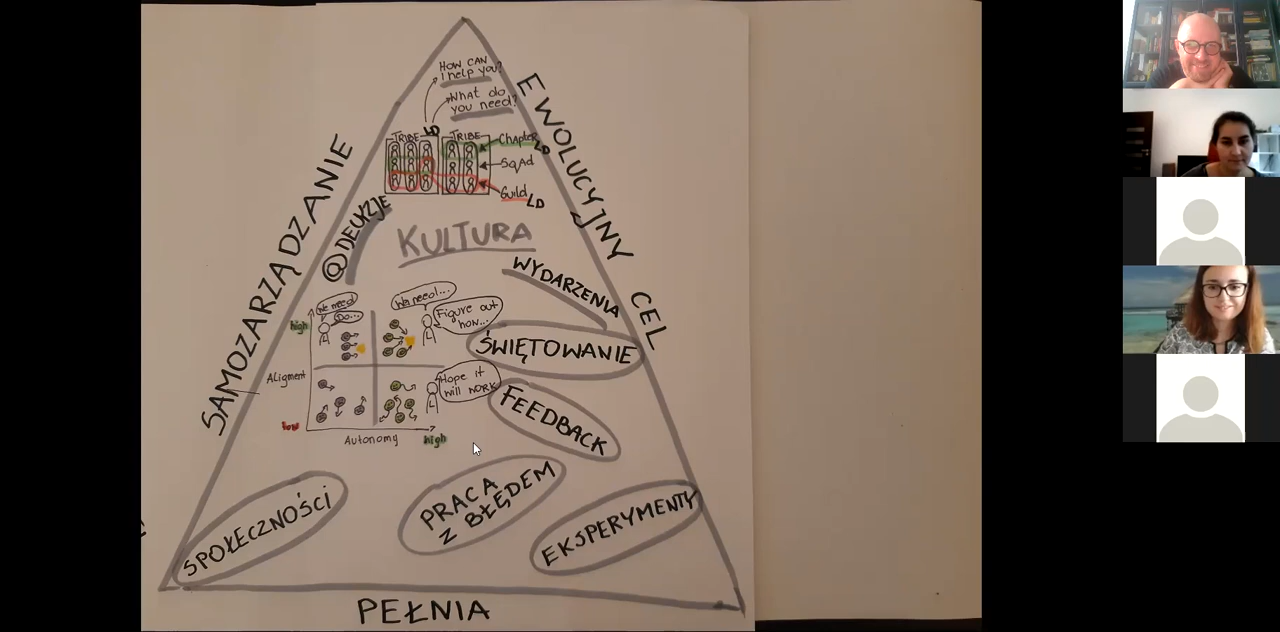 HOW CAN
I help you?
What do
you need?
LD
TRIBE
TRIBE
Chapter
LD
SQAd
Guild
LD
EWOLUCYJNY CEL
SAMOZARZĄDZANIE
KULTURA
WYDARZENIA
We need
Do...
We need...
Figure out
how...
high
ŚWIĘTOWANIE
Aligment
Hope it
will work
FEEDBACK
low
Autonomy
high
SPOŁECZNOŚCI
PRACA
Z BŁĘDEM
EKSPERYMENTY
PEŁNIA